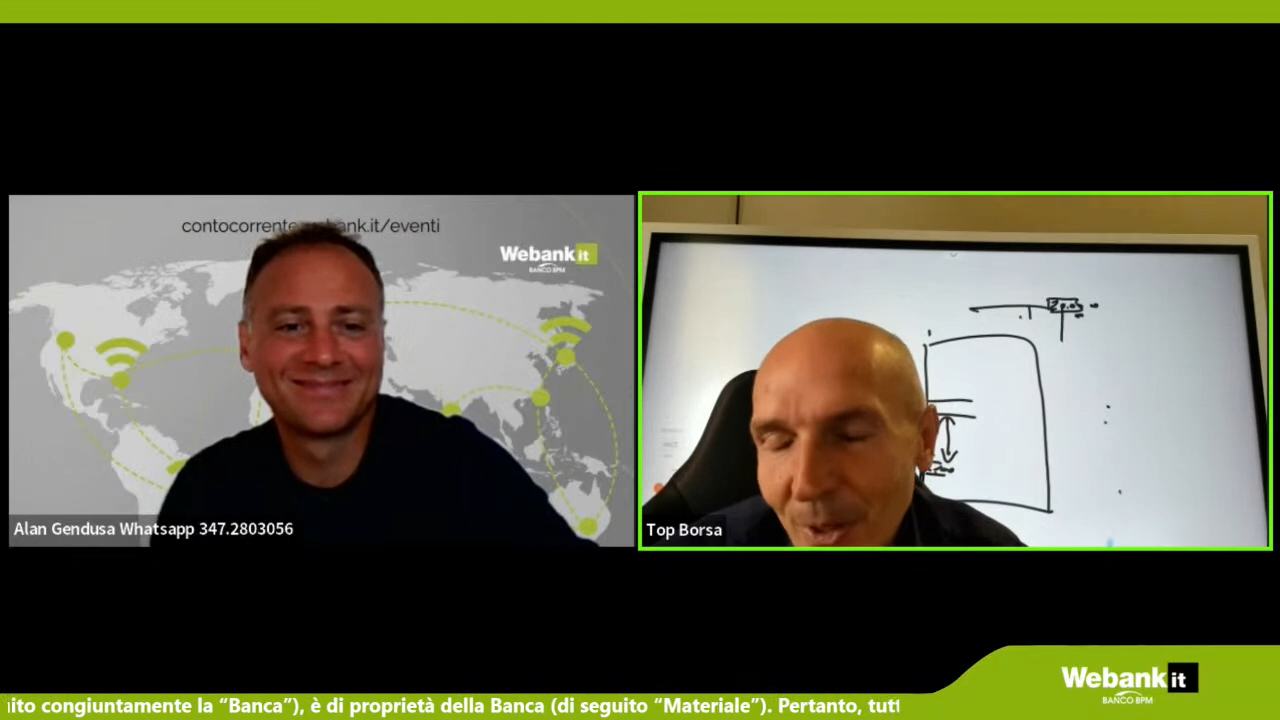 contocorrente
bank.it/eventi
Webank it
BANCO BPM
Alan Gendusa Whatsapp 347.2803056
Top Borsa
Webank it
BANCO BPM
ito congiuntamente la “Banca”), è di proprietà della Banca (di seguito “Materiale”). Pertanto, tutt